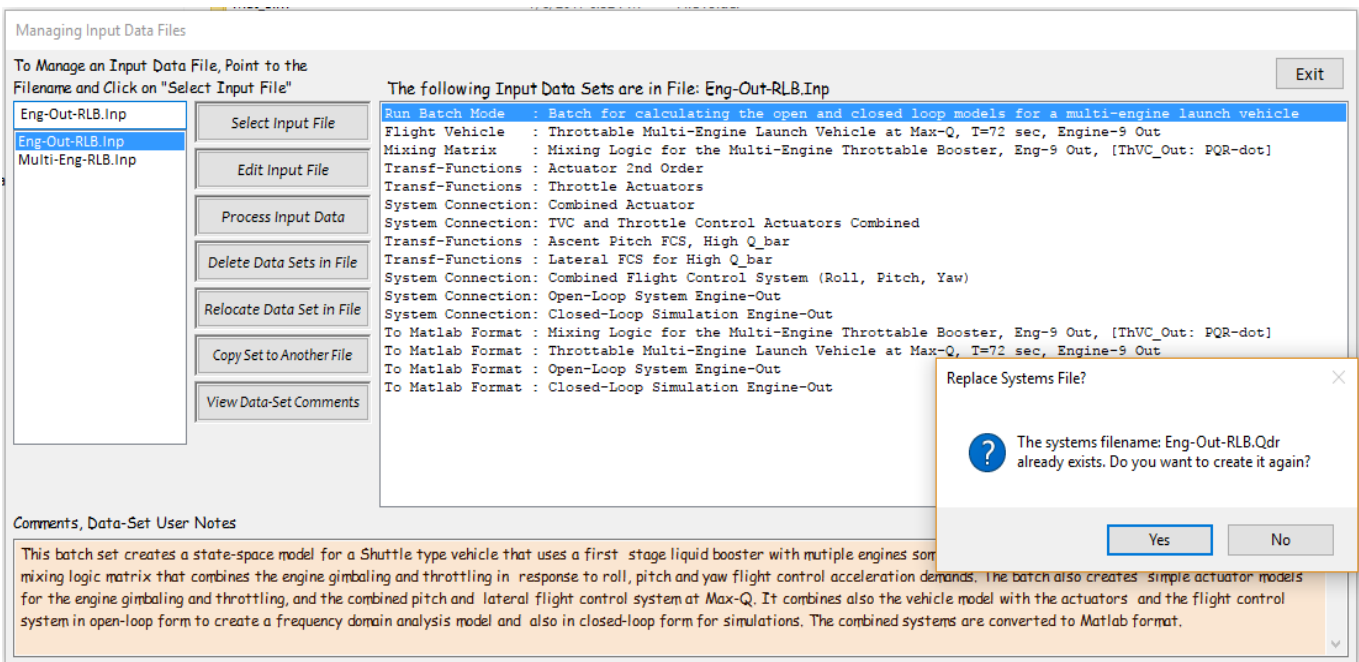 Managing Input Data Files
To Manage an Input Data File, Point to the
Filename and Click on "Select Input File"
The following Input Data Sets are in File: Eng-Out-RLB.Inp
Exit
Eng-Out-RLB.Inp
Eng-Out-RLB.Inp
Multi-Eng-RLB.Inp
Select Input File
Edit Input File
Process Input Data
Delete Data Sets in File
Relocate Data Set in File
Copy Set to Another File
View Data-Set Comments
Run Batch Mode : Batch for calculating the open and closed loop models for a multi-engine launch vehicle
Flight Vehicle : Throttable Multi-Engine Launch Vehicle at Max-Q, T=72 sec, Engine-9 Out
Mixing Matrix : Mixing Logic for the Multi-Engine Throttable Booster, Eng-9 Out, [ThVC_Out: PQR-dot]
Transf-Functions : Actuator 2nd Order
Transf-Functions : Throttle Actuators
System Connection: Combined Actuator
System Connection: TVC and Throttle Control Actuators Combined
Transf-Functions : Ascent Pitch FCS, High Q_bar
Transf-Functions : Lateral FCS for High Q_bar
System Connection: Combined Flight Control System (Roll, Pitch, Yaw)
System Connection: Open-Loop System Engine-Out
System Connection: Closed-Loop Simulation Engine-Out
To Matlab Format : Mixing Logic for the Multi-Engine Throttable Booster, Eng-9 Out, [ThVC_Out: PQR-dot]
To Matlab Format : Throttable Multi-Engine Launch Vehicle at Max-Q, T=72 sec, Engine-9 Out
To Matlab Format : Open-Loop System Engine-Out
To Matlab Format : Closed-Loop Simulation Engine-Out
Replace Systems File?
The systems filename: Eng-Out-RLB.Qdr
already exists. Do you want to create it again?
Yes
No
Comments, Data-Set User Notes
This batch set creates a state-space model for a Shuttle type vehicle that uses a first stage liquid booster with mutiple engines som
mixing logic matrix that combines the engine gimbaling and throttling in response to roll, pitch and yaw flight control acceleration demands. The batch also creates simple actuator models
for the engine gimbaling and throttling, and the combined pitch and lateral flight control system at Max-Q. It combines also the vehicle model with the actuators and the flight control
system in open-loop form to create a frequency domain analysis model and also in closed-loop form for simulations. The combined systems are converted to Matlab format.